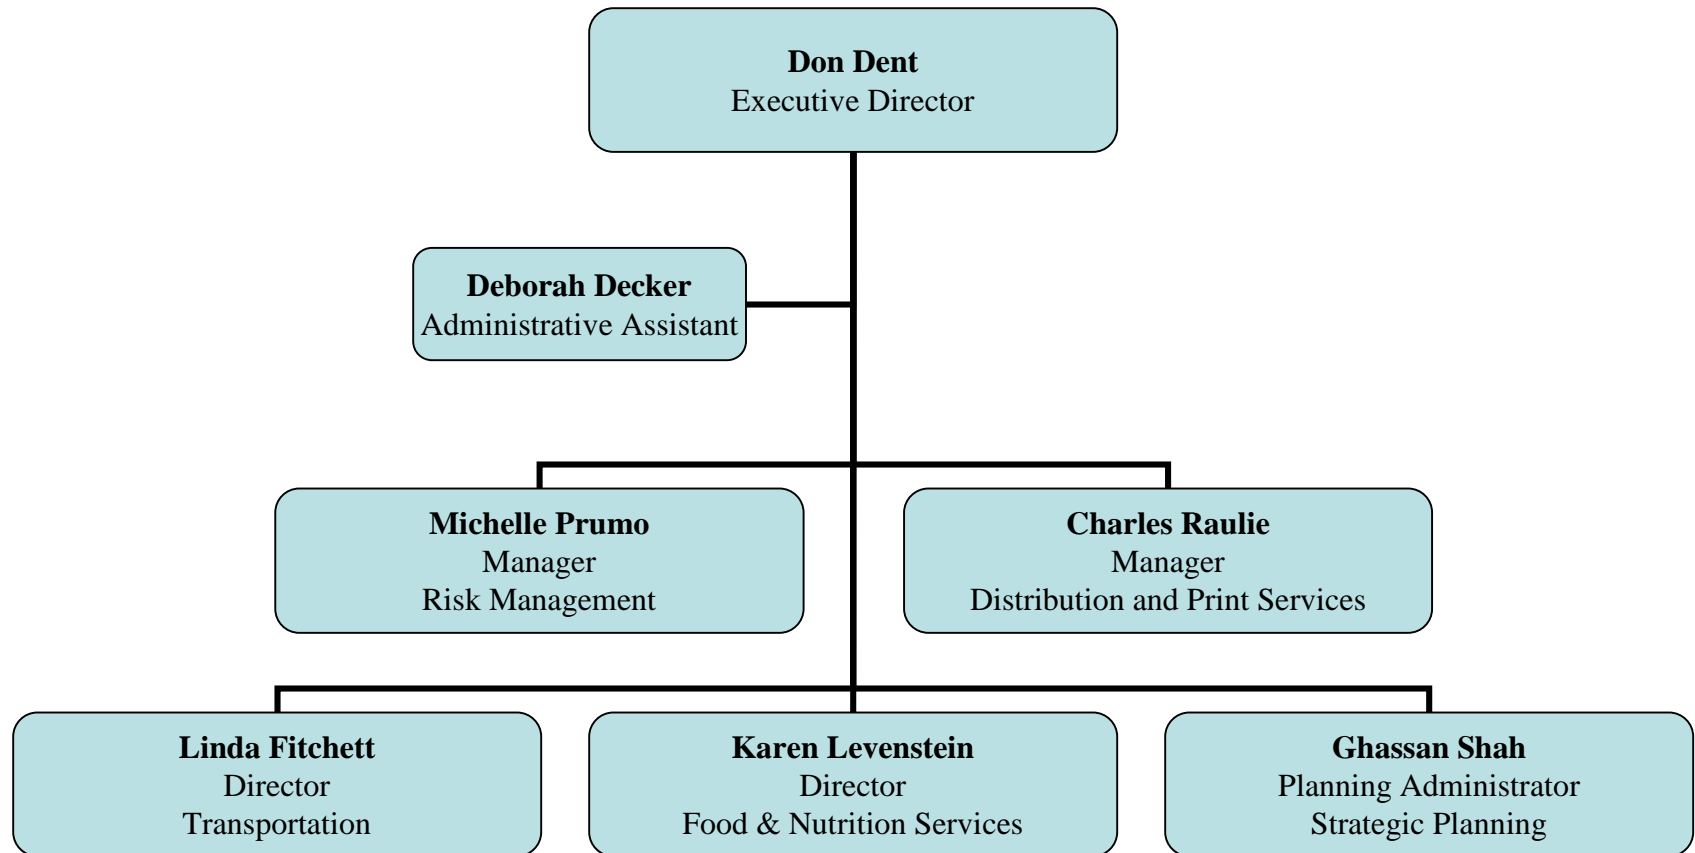 Don Dent
Executive Director
Deborah Decker
Administrative Assistant
Michelle Prumo
Manager
Risk Management
Charles Raulie
Manager
Distribution and Print Services
Linda Fitchett
Director
Transportation
Karen Levenstein
Director
Food & Nutrition Services
Ghassan Shah
Planning Administrator
Strategic Planning